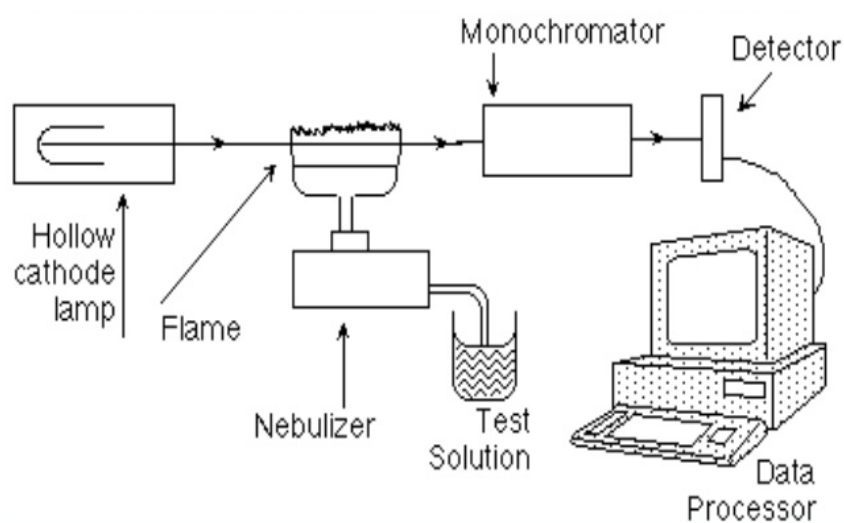 Monochromator
Detector
Hollow
cathode
lamp
Flame
Nebulizer
Test
Solution
Data
Processor